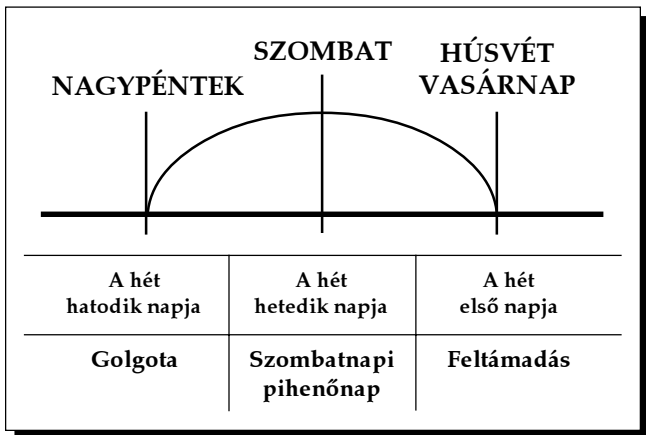 NAGYPÉNTEK
SZOMBAT
HÚSVÉT
VASÁRNAP
A hét
hatodik napja
A hét
hetedik napja
A hét
első napja
Golgota
Szombatnapi
pihenőnap
Feltámadás